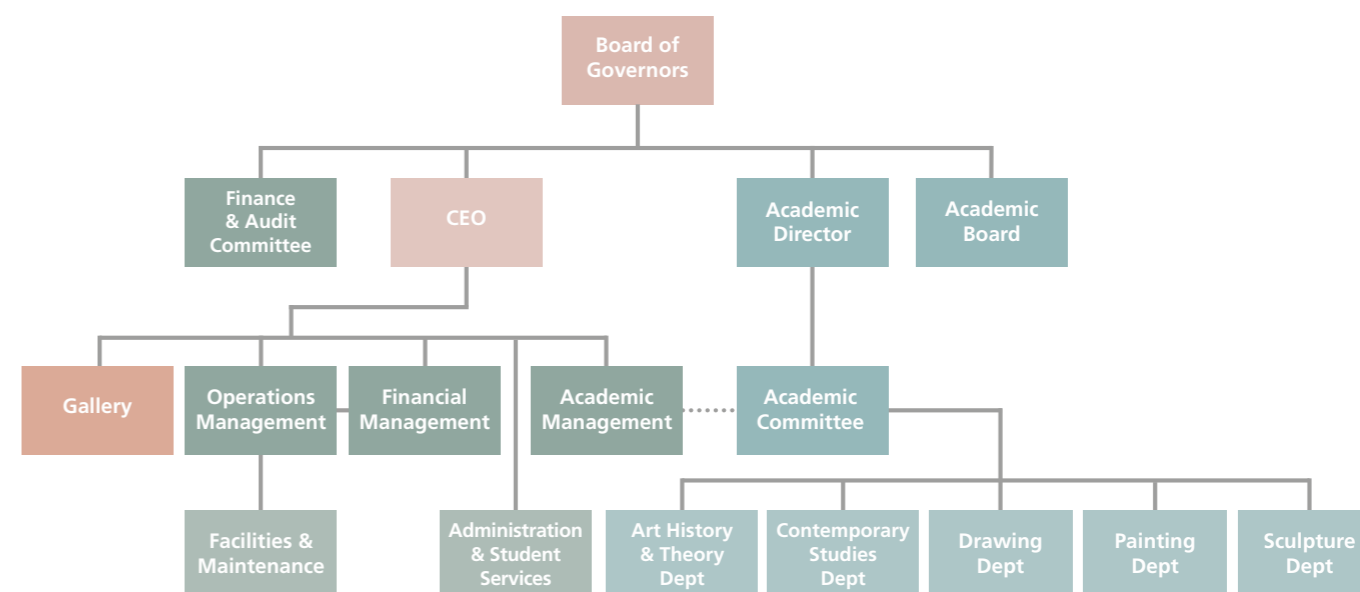 Board of
Governors
Finance
& Audit
Committee
CEO
Academic
Director
Academic
Board
Gallery
Operations
Management
Financial
Management
Academic
Management
Academic
Committee
Facilities &
Maintenance
Administration
& Student
Services
Art History
& Theory
Dept
Contemporary
Studies
Dept
Drawing
Dept
Painting
Dept
Sculpture
Dept